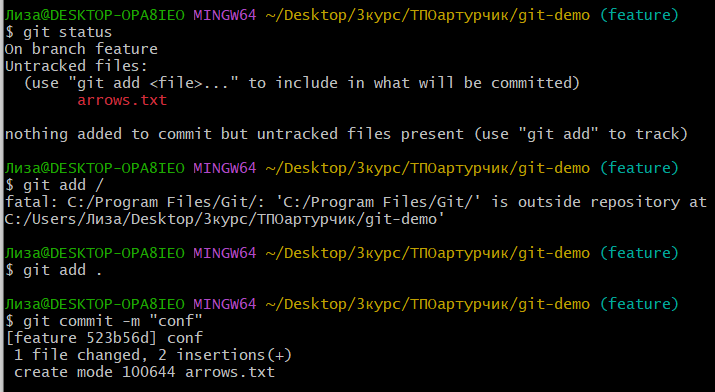 Лиза@DESKTOP-OPA8IEO MINGW64 ~/Desktop/3курс/ТПОартурчик/git-demo (feature)
$ git status
On branch feature
Untracked files:
  (use "git add <file>..." to include in what will be committed)
        arrows.txt

nothing added to commit but untracked files present (use "git add" to track)

Лиза@DESKTOP-OPA8IEO MINGW64 ~/Desktop/3курс/ТПОартурчик/git-demo (feature)
$ git add /
fatal: C:/Program Files/Git/: 'C:/Program Files/Git/' is outside repository at
C:/Users/Лиза/Desktop/3курс/ТПОартурчик/git-demo'

Лиза@DESKTOP-OPA8IEO MINGW64 ~/Desktop/3курс/ТПОартурчик/git-demo (feature)
$ git add .

Лиза@DESKTOP-OPA8IEO MINGW64 ~/Desktop/3курс/ТПОартурчик/git-demo (feature)
$ git commit -m "conf"
[feature 523b56d] conf
 1 file changed, 2 insertions(+)
 create mode 100644 arrows.txt